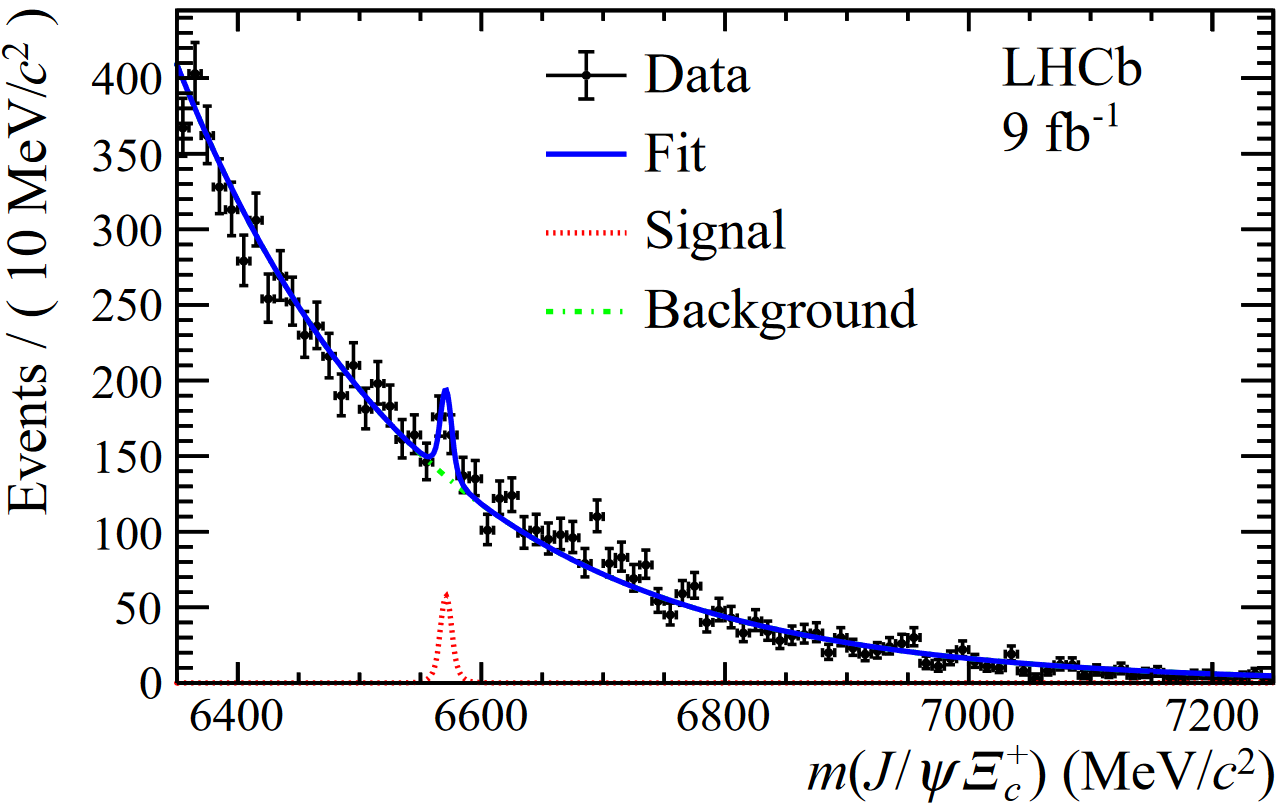 Events / ( 10 MeV/c² )
400
350
300
250
200
150
100
50
0
Data
Fit
Signal
Background
LHCb
9 fb⁻¹
6400 6600 6800 7000 7200
m(J/ψ Ξ_c⁺) (MeV/c²)